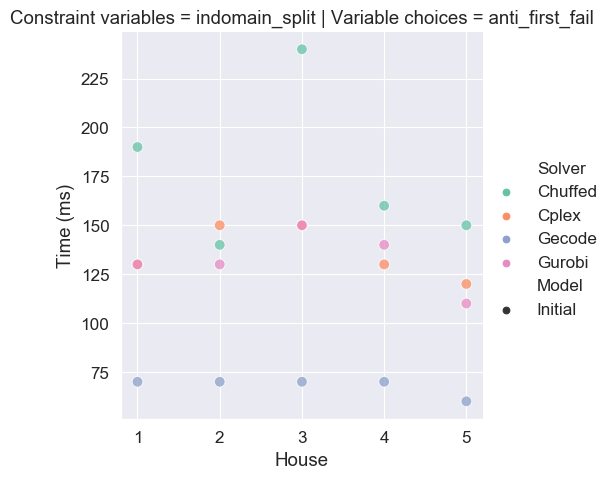 Constraint variables = indomain_split | Variable choices = anti_first_fail
225
200
175
150
125
100
75
Time (ms)
1 2 3 4 5
House
Solver
Chuffed
Cplex
Gecode
Gurobi
Model
Initial